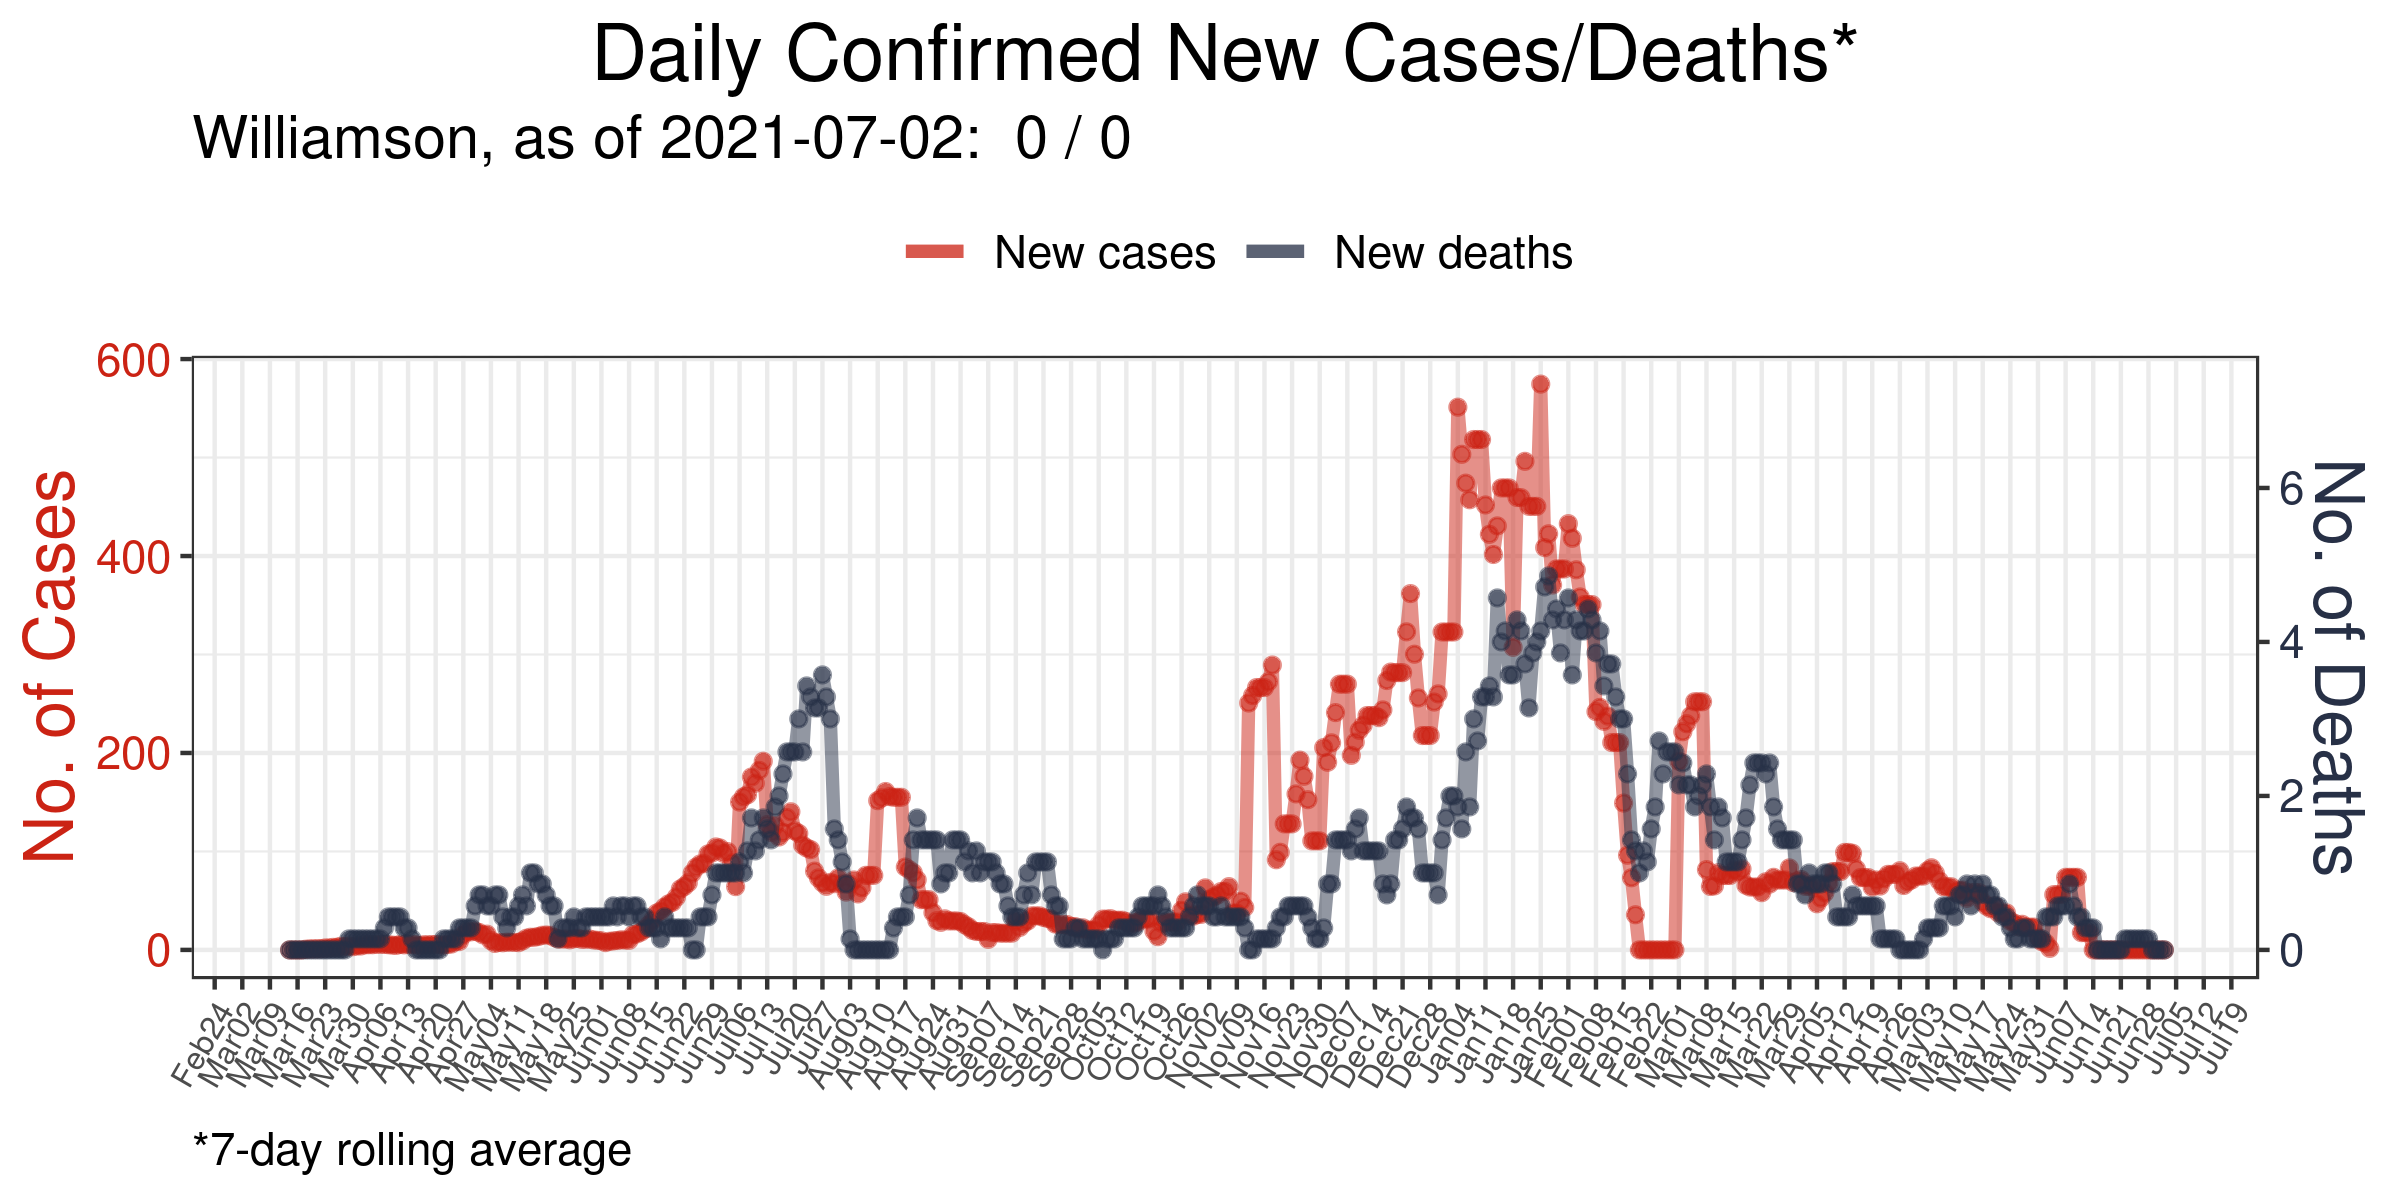 Daily Confirmed New Cases/Deaths*
Williamson, as of 2021-07-02:  0 / 0
New cases
New deaths
No. of Cases
600
400
200
0
6
4
2
0
No. of Deaths
Feb24
Mar02
Mar09
Mar16
Mar23
Mar30
Apr06
Apr13
Apr20
Apr27
May04
May11
May18
May25
Jun01
Jun08
Jun15
Jun22
Jun29
Jul06
Jul13
Jul20
Jul27
Aug03
Aug10
Aug17
Aug24
Aug31
Sep07
Sep14
Sep21
Sep28
Oct05
Oct12
Oct19
Oct26
Nov02
Nov09
Nov16
Nov23
Nov30
Dec07
Dec14
Dec21
Dec28
Jan04
Jan11
Jan18
Jan25
Feb01
Feb08
Feb15
Feb22
Mar01
Mar08
Mar15
Mar22
Mar29
Apr05
Apr12
Apr19
Apr26
May03
May10
May17
May24
May31
Jun07
Jun14
Jun21
Jun28
Jul05
Jul12
Jul19
*7-day rolling average